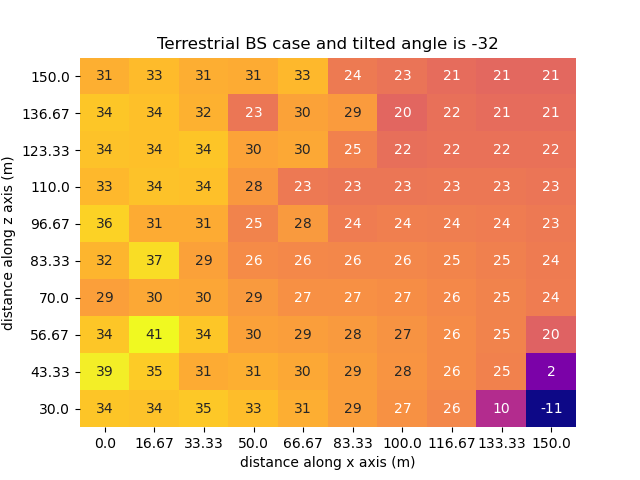 Terrestrial BS case and tilted angle is -32
150.0 31 33 31 31 33 24 23 21 21 21
136.67 34 34 32 23 30 29 20 22 21 21
123.33 34 34 34 30 30 25 22 22 22 22
110.0 33 34 34 28 23 23 23 23 23 23
96.67 36 31 31 25 28 24 24 24 24 23
83.33 32 37 29 26 26 26 26 25 25 24
70.0 29 30 30 29 27 27 27 26 25 24
56.67 34 41 34 30 29 28 27 26 25 20
43.33 39 35 31 31 30 29 28 26 25 2
30.0 34 34 35 33 31 29 27 26 10 -11
0.0 16.67 33.33 50.0 66.67 83.33 100.0 116.67 133.33 150.0
distance along x axis (m)
distance along z axis (m)